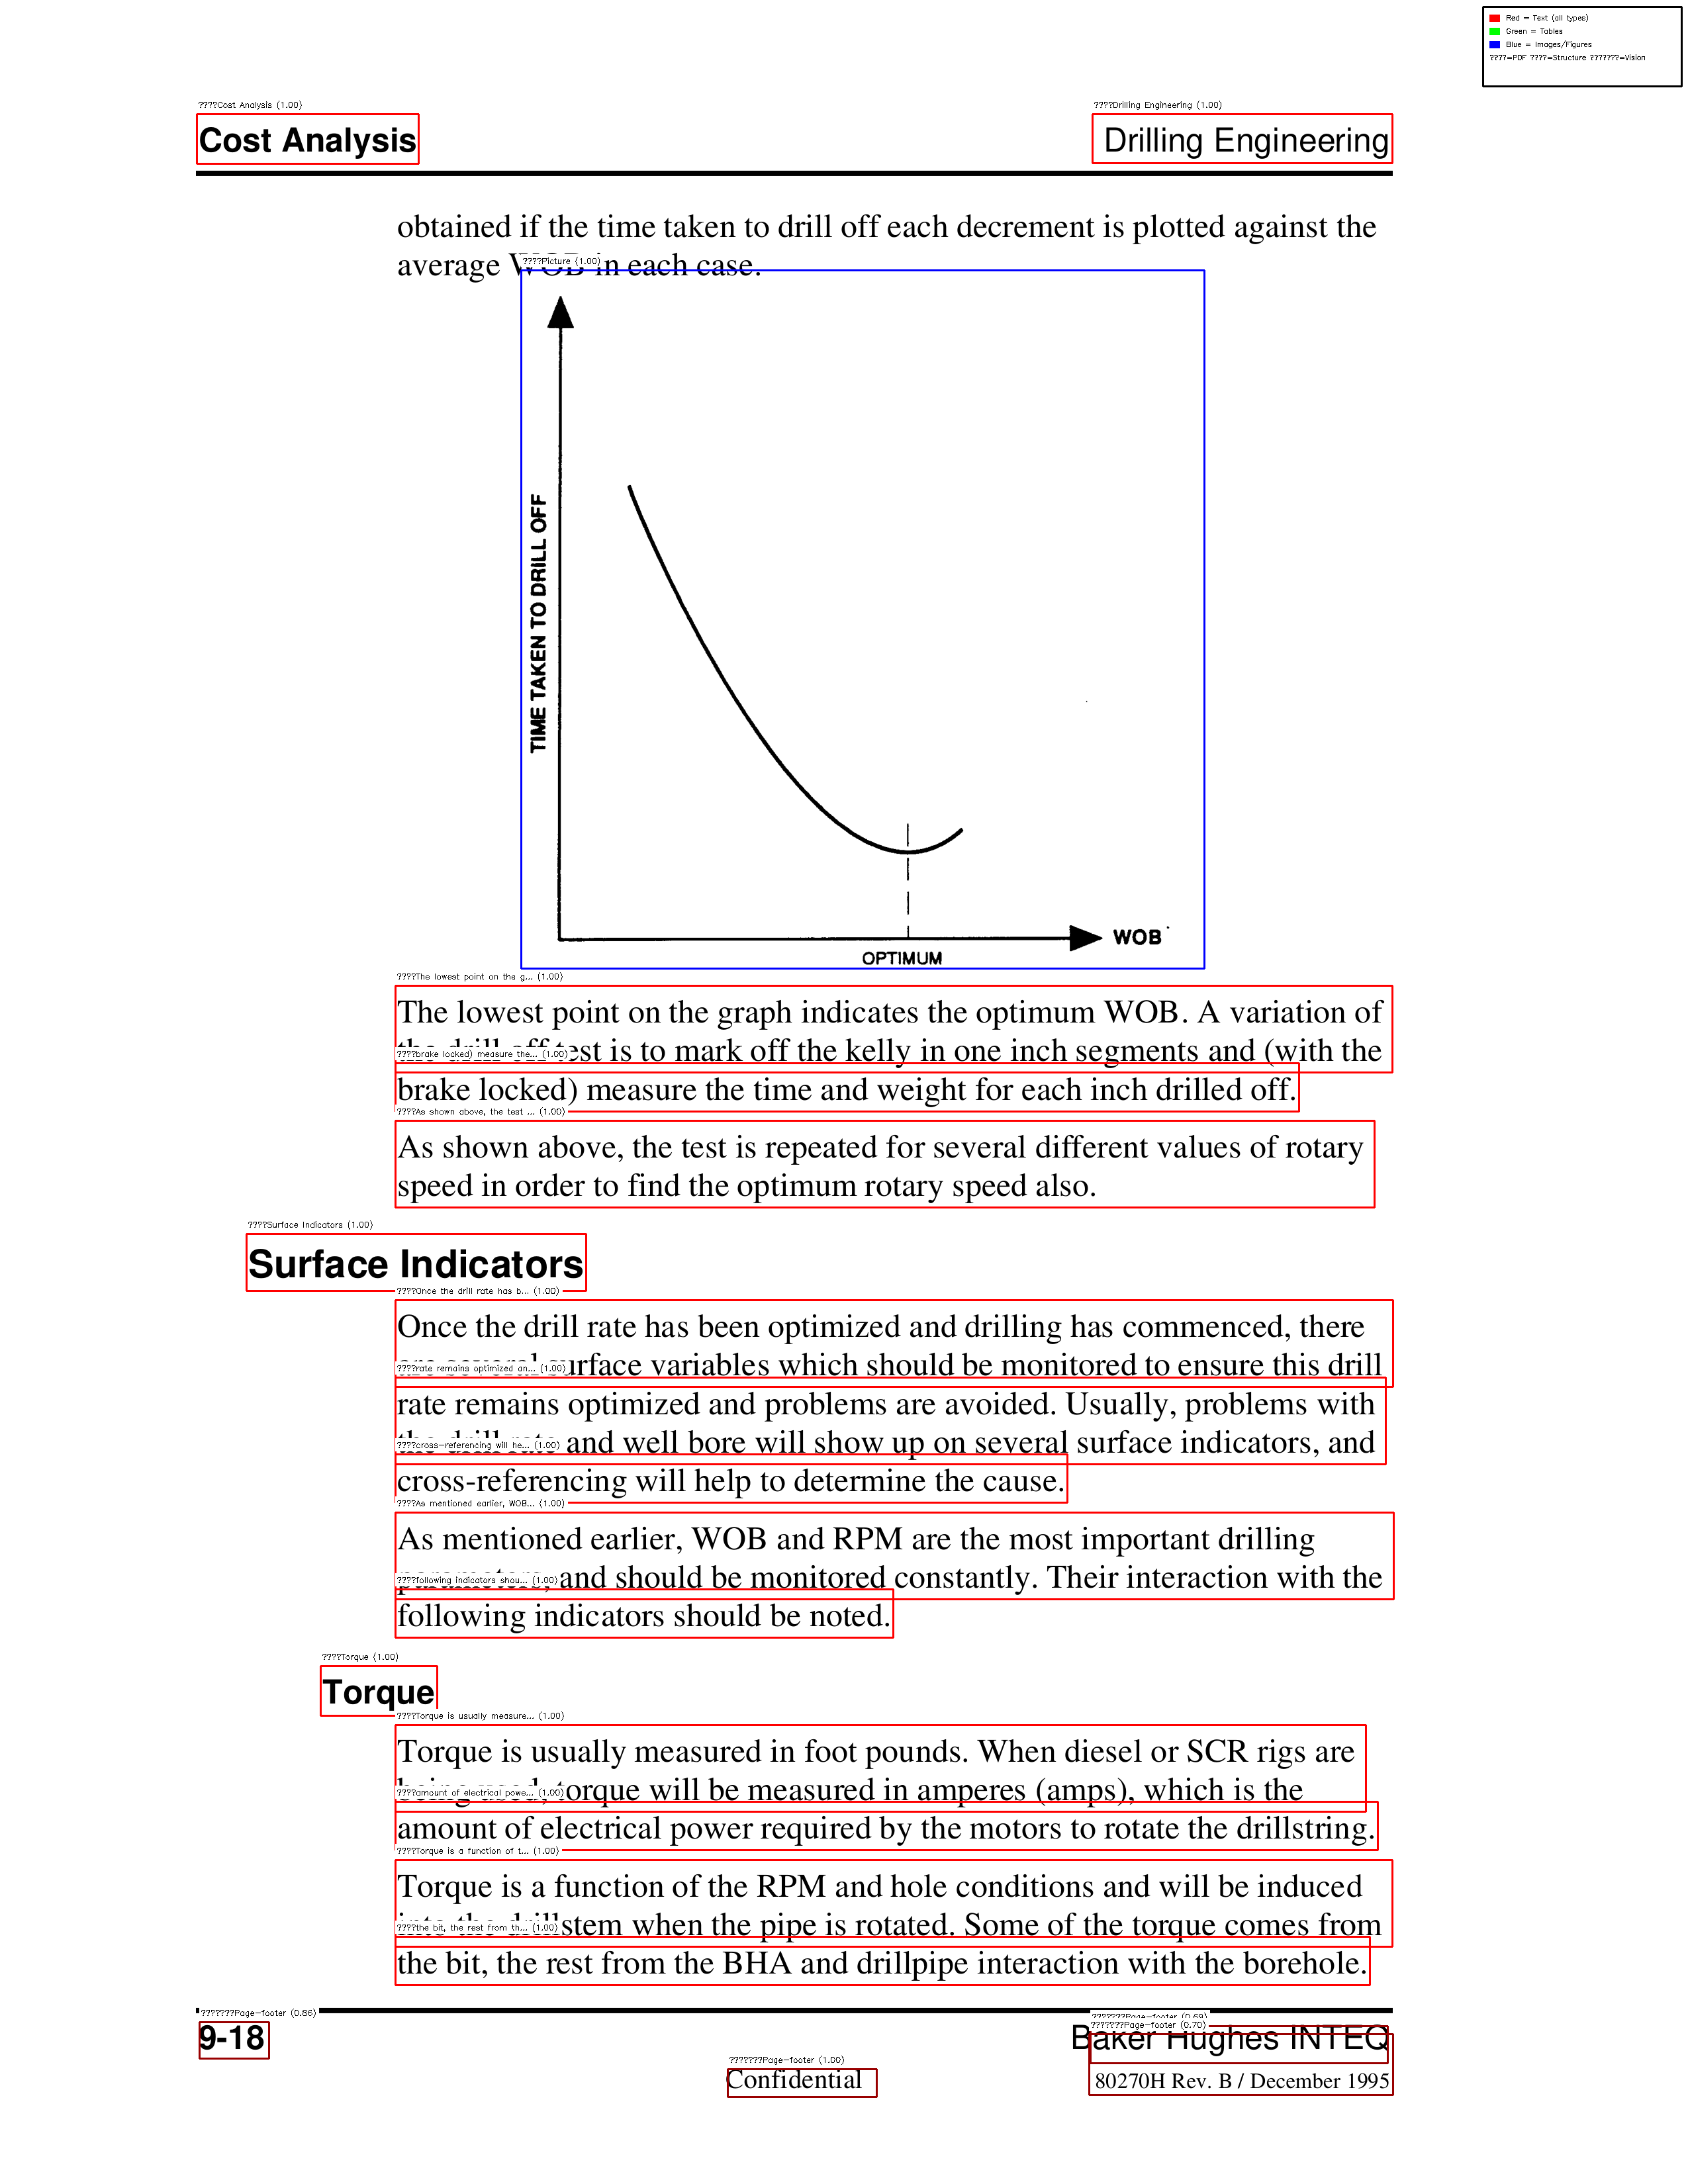 Red = Text (all types)
Green = Tables
Blue = Images/Figures
????=PDF ????=Structure ???????=Vision
????Cost Analysis (1.00)
????Drilling Engineering (1.00)
Cost Analysis
Drilling Engineering
obtained if the time taken to drill off each decrement is plotted against the
average WOB in each case.
????Picture (1.00)
TIME TAKEN TO DRILL OFF
WOB
OPTIMUM
????The lowest point on the g... (1.00)
The lowest point on the graph indicates the optimum WOB. A variation of
the drill off test is to mark off the kelly in one inch segments and (with the
????brake locked) measure the... (1.00)
brake locked) measure the time and weight for each inch drilled off.
????As shown above, the test ... (1.00)
As shown above, the test is repeated for several different values of rotary
speed in order to find the optimum rotary speed also.
????Surface Indicators (1.00)
Surface Indicators
????Once the drill rate has b... (1.00)
Once the drill rate has been optimized and drilling has commenced, there
are several surface variables which should be monitored to ensure this drill
????rate remains optimized an... (1.00)
rate remains optimized and problems are avoided. Usually, problems with
the drill rate and well bore will show up on several surface indicators, and
????cross-referencing will he... (1.00)
cross-referencing will help to determine the cause.
????As mentioned earlier, WOB... (1.00)
As mentioned earlier, WOB and RPM are the most important drilling
parameters, and should be monitored constantly. Their interaction with the
????following indicators shou... (1.00)
following indicators should be noted.
????Torque (1.00)
Torque
????Torque is usually measure... (1.00)
Torque is usually measured in foot pounds. When diesel or SCR rigs are
being used, torque will be measured in amperes (amps), which is the
????amount of electrical powe... (1.00)
amount of electrical power required by the motors to rotate the drillstring.
????Torque is a function of t... (1.00)
Torque is a function of the RPM and hole conditions and will be induced
into the drillstem when the pipe is rotated. Some of the torque comes from
????the bit, the rest from th... (1.00)
the bit, the rest from the BHA and drillpipe interaction with the borehole.
???????Page-footer (0.86)
???????Page-footer (0.69)
???????Page-footer (0.70)
9-18
Baker Hughes INTEQ
???????Page-footer (1.00)
Confidential
80270H Rev. B / December 1995